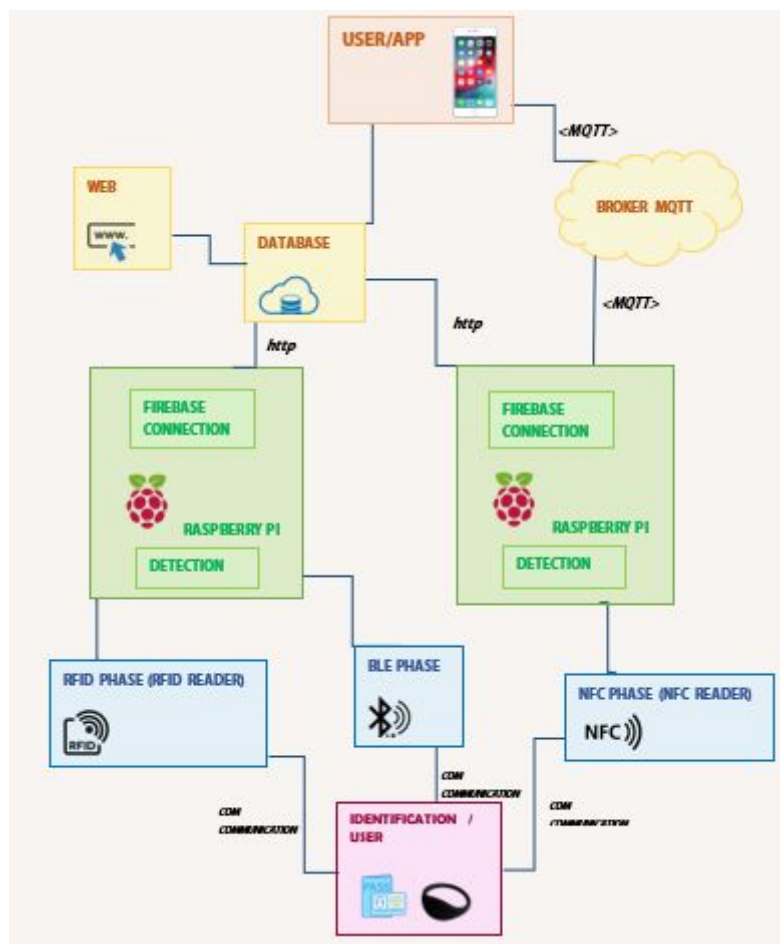 USER/APP
<MQTT>
WEB
www.
BROKER MQTT
DATABASE
<MQTT>
http
http
FIREBASE
CONNECTION
FIREBASE
CONNECTION
RASPBERRY PI
RASPBERRY PI
DETECTION
DETECTION
RFID PHASE (RFID READER)
BLE PHASE
NFC PHASE (NFC READER)
RFID
NFC
COM
COMMUNICATION
COM
COMMUNICATION
COM
COMMUNICATION
IDENTIFICATION /
USER
PASS